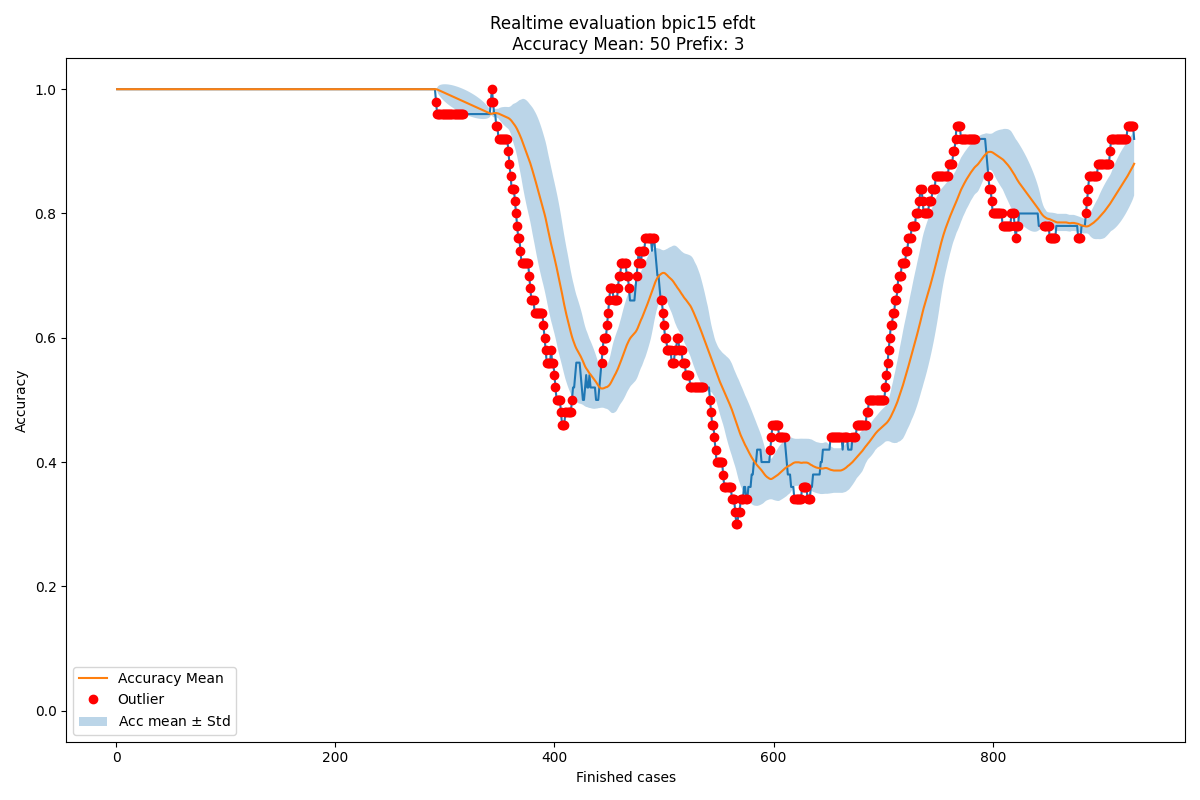 Realtime evaluation bpic15 efdt
Accuracy Mean: 50 Prefix: 3
1.0
0.8
0.6
0.4
0.2
0.0
Accuracy
Accuracy Mean
Outlier
Acc mean ± Std
0 200 400 600 800
Finished cases